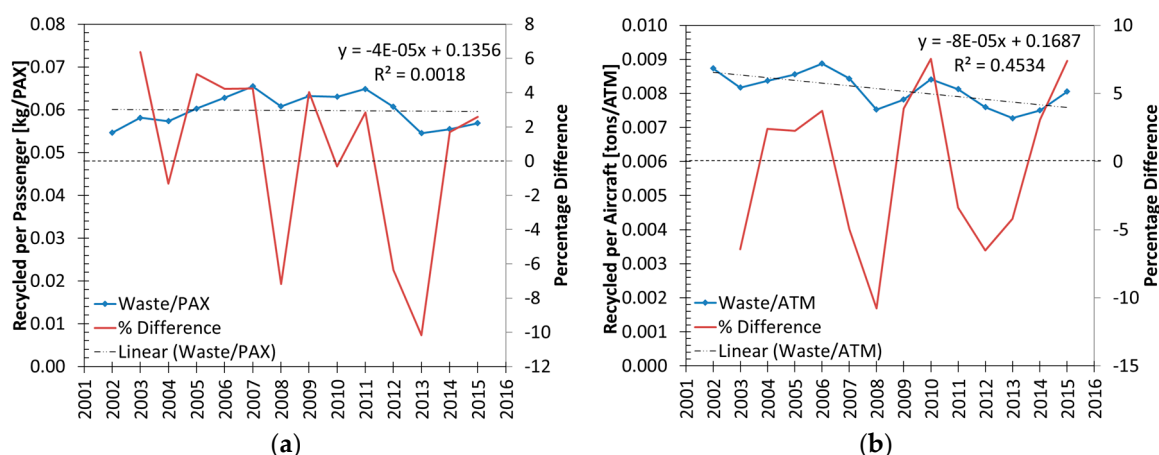 0.08
0.07
0.06
0.05
0.04
0.03
0.02
0.01
0.00
Recycled per Passenger [kg/PAX]
y = -4E-05x + 0.1356
R² = 0.0018
Waste/PAX
% Difference
Linear (Waste/PAX)
8
6
4
2
0
-2
-4
-6
-8
-10
-12
Percentage Difference
2001 2002 2003 2004 2005 2006 2007 2008 2009 2010 2011 2012 2013 2014 2015 2016
(a)
0.010
0.009
0.008
0.007
0.006
0.005
0.004
0.003
0.002
0.001
0.000
Recycled per Aircraft [tons/ATM]
y = -8E-05x + 0.1687
R² = 0.4534
Waste/ATM
% Difference
Linear (Waste/ATM)
10
5
0
-5
-10
-15
Percentage Difference
2001 2002 2003 2004 2005 2006 2007 2008 2009 2010 2011 2012 2013 2014 2015 2016
(b)